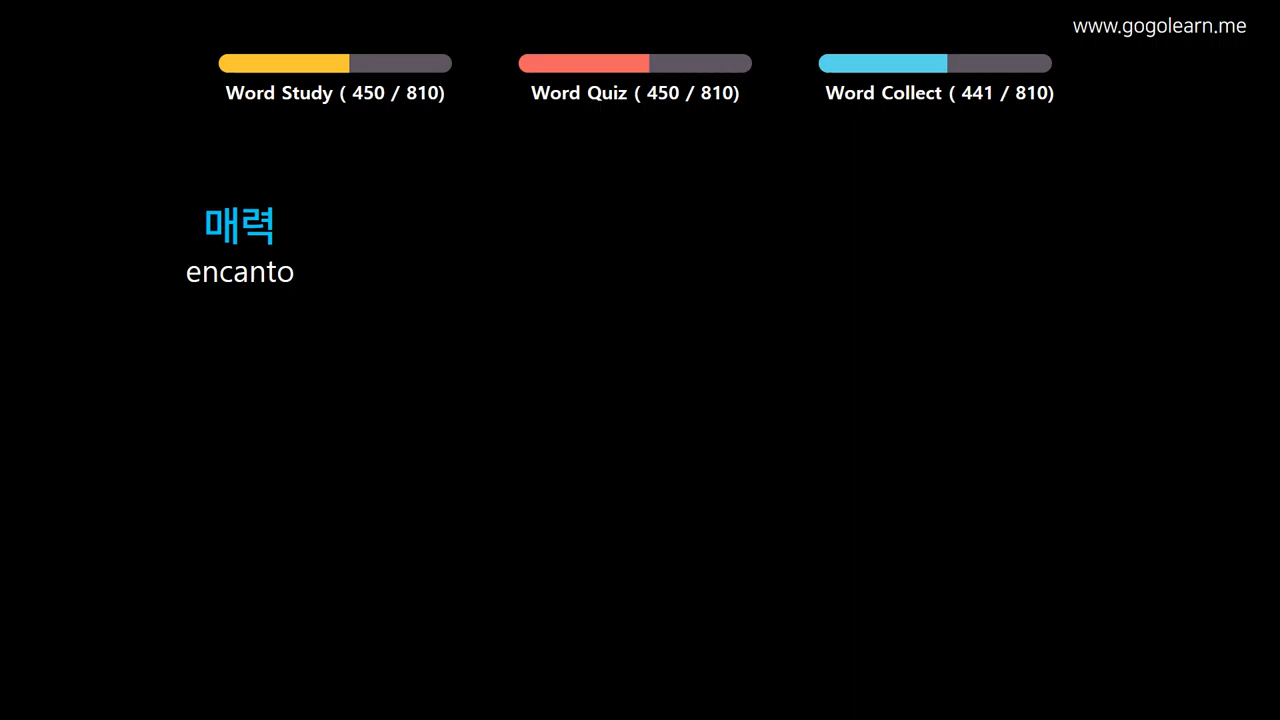 www.gogolearn.me
Word Study ( 450 / 810)
Word Quiz ( 450 / 810)
Word Collect ( 441 / 810)
매력
encanto